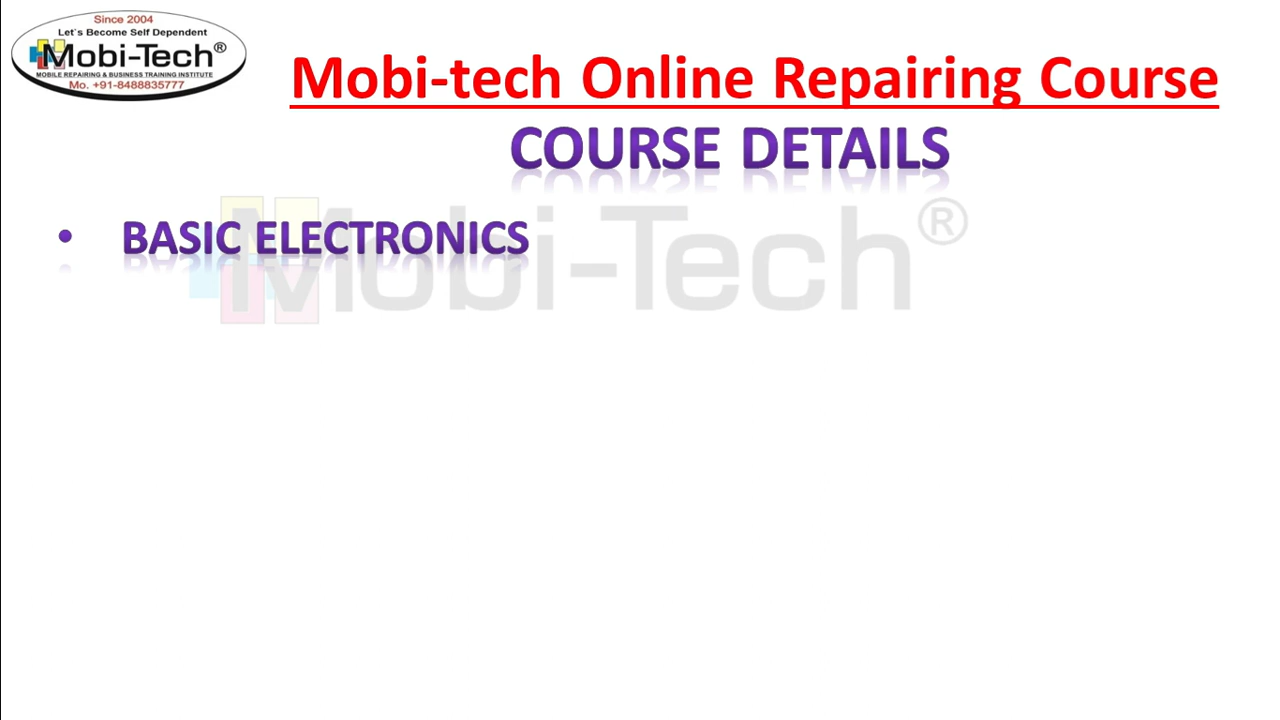 Since 2004
Let's Become Self Dependent
Mobi-Tech®
MOBILE REPAIRING & BUSINESS TRAINING INSTITUTE
Mo. +91-8488835777
Mobi-tech Online Repairing Course
COURSE DETAILS
• BASIC ELECTRONICS
Mobi-Tech®